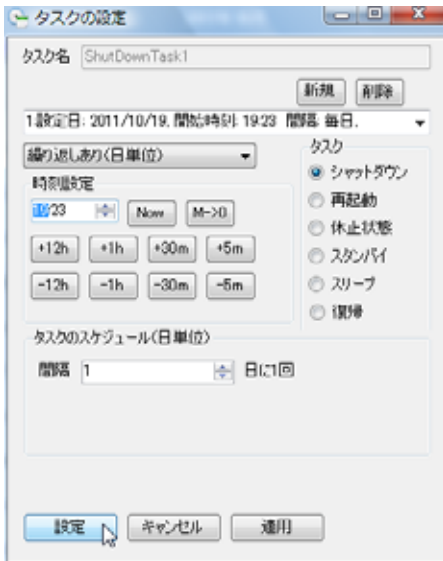 タスクの設定
タスク名 ShutDownTask1
新規 削除
1.設定日: 2011/10/19, 開始時刻: 19:23 間隔: 毎日,
繰り返しあり(日単位)
タスク
シャットダウン
再起動
休止状態
スタンバイ
スリープ
復帰
時刻設定
19:23 Now M->0
+12h +1h +30m +5m
-12h -1h -30m -5m
タスクのスケジュール(日単位)
間隔 1 日に1回
設定 キャンセル 適用